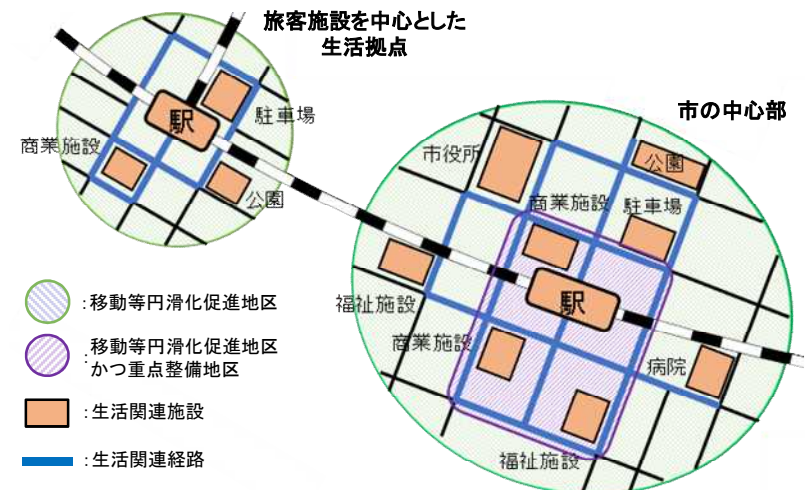 旅客施設を中心とした
生活拠点
駅
駐車場
商業施設
公園
市の中心部
市役所
公園
商業施設
駐車場
駅
福祉施設
商業施設
病院
福祉施設
:移動等円滑化促進地区
:移動等円滑化促進地区
かつ重点整備地区
:生活関連施設
:生活関連経路